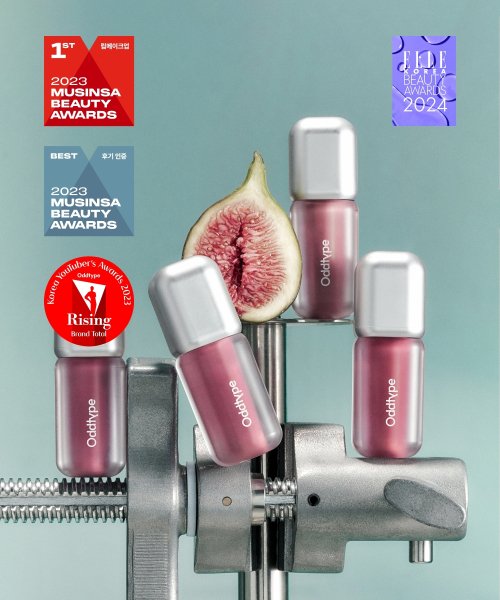 1ST 립메이크업
2023
MUSINSA
BEAUTY
AWARDS
ELLE
KOREA
BEAUTY
AWARDS
2024
BEST 후기 인증
2023
MUSINSA
BEAUTY
AWARDS
Korea YouTuber's Awards 2023
Oddtype
Rising
Brand Total
Oddtype
Oddtype
Oddtype
Oddtype